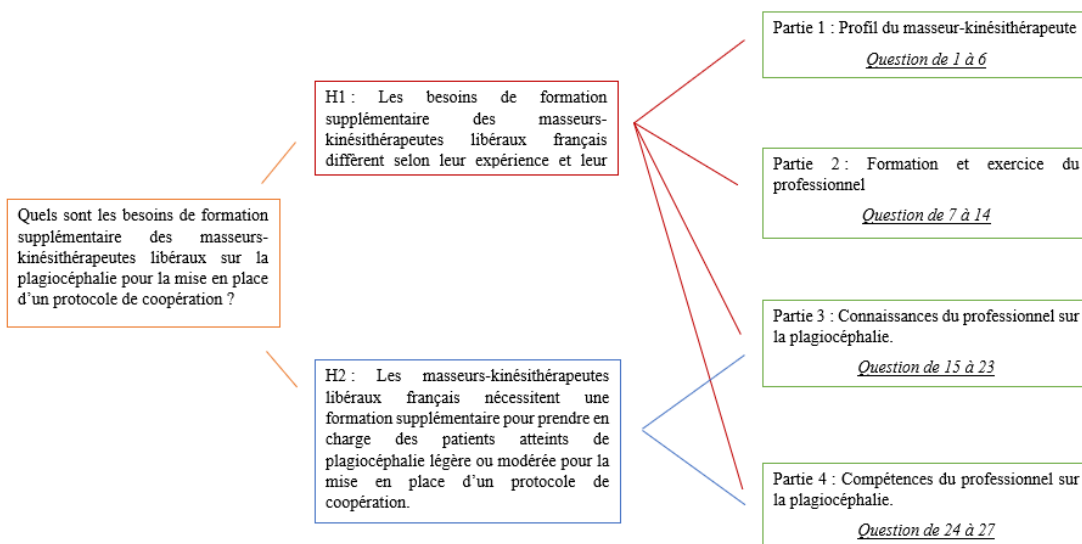 Quels sont les besoins de formation
supplémentaire des masseurs-
kinésithérapeutes libéraux sur la
plagiocéphalie pour la mise en place
d'un protocole de coopération ?
H1 : Les besoins de formation
supplémentaire des masseurs-
kinésithérapeutes libéraux français
diffèrent selon leur expérience et leur
H2 : Les masseurs-kinésithérapeutes
libéraux français nécessitent une
formation supplémentaire pour prendre en
charge des patients atteints de
plagiocéphalie légère ou modérée pour la
mise en place d'un protocole de
coopération.
Partie 1 : Profil du masseur-kinésithérapeute
Question de 1 à 6
Partie 2 : Formation et exercice du
professionnel
Question de 7 à 14
Partie 3 : Connaissances du professionnel sur
la plagiocéphalie.
Question de 15 à 23
Partie 4 : Compétences du professionnel sur
la plagiocéphalie.
Question de 24 à 27